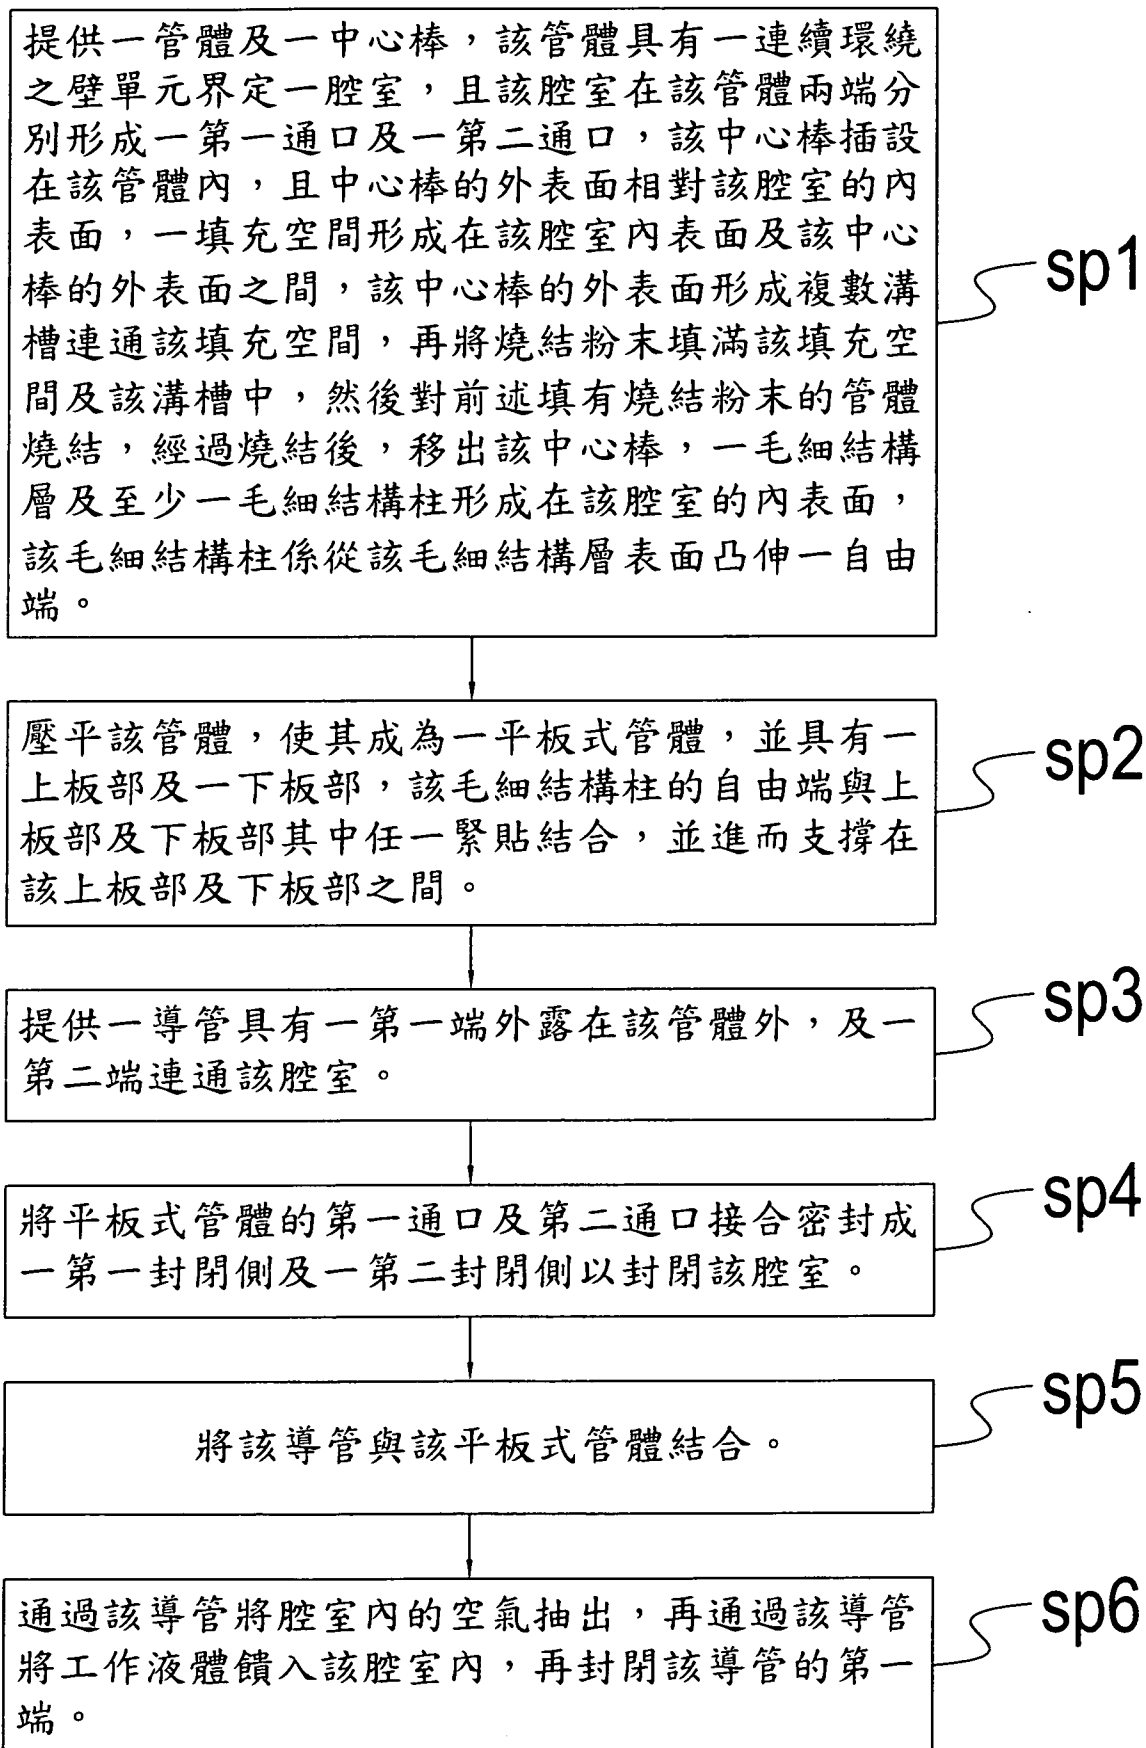 提供一管體及一中心棒，該管體具有一連續環繞
之壁單元界定一腔室，且該腔室在該管體兩端分
別形成一第一通口及一第二通口，該中心棒插設
在該管體內，且中心棒的外表面相對該腔室的內
表面，一填充空間形成在該腔室內表面及該中心
棒的外表面之間，該中心棒的外表面形成複數溝
槽連通該填充空間，再將燒結粉末填滿該填充空
間及該溝槽中，然後對前述填有燒結粉末的管體
燒結，經過燒結後，移出該中心棒，一毛細結構
層及至少一毛細結構柱形成在該腔室的內表面，
該毛細結構柱係從該毛細結構層表面凸伸一自由
端。
sp1
壓平該管體，使其成為一平板式管體，並具有一
上板部及一下板部，該毛細結構柱的自由端與上
板部及下板部其中任一緊貼結合，並進而支撐在
該上板部及下板部之間。
sp2
提供一導管具有一第一端外露在該管體外，及一
第二端連通該腔室。
sp3
將平板式管體的第一通口及第二通口接合密封成
一第一封閉側及一第二封閉側以封閉該腔室。
sp4
將該導管與該平板式管體結合。
sp5
通過該導管將腔室內的空氣抽出，再通過該導管
將工作液體饋入該腔室內，再封閉該導管的第一
端。
sp6